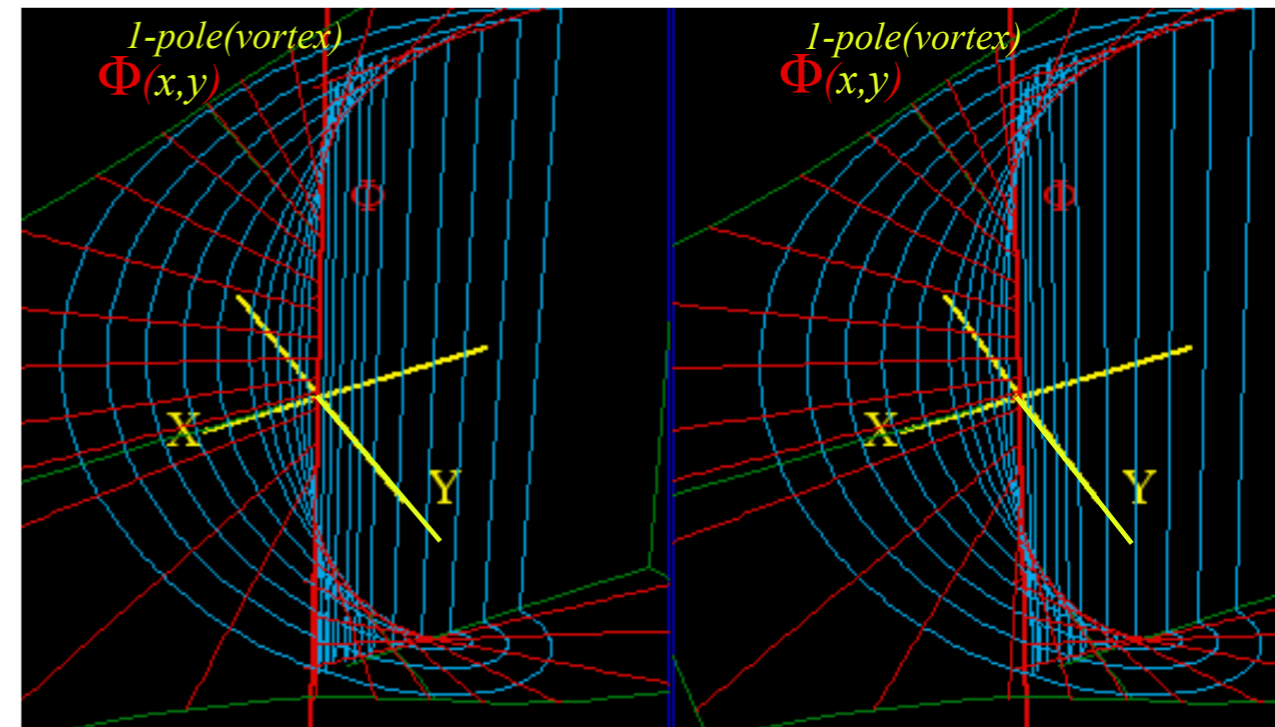 1-pole(vortex)
Φ(x,y)
Φ
X
Y
1-pole(vortex)
Φ(x,y)
Φ
X
Y